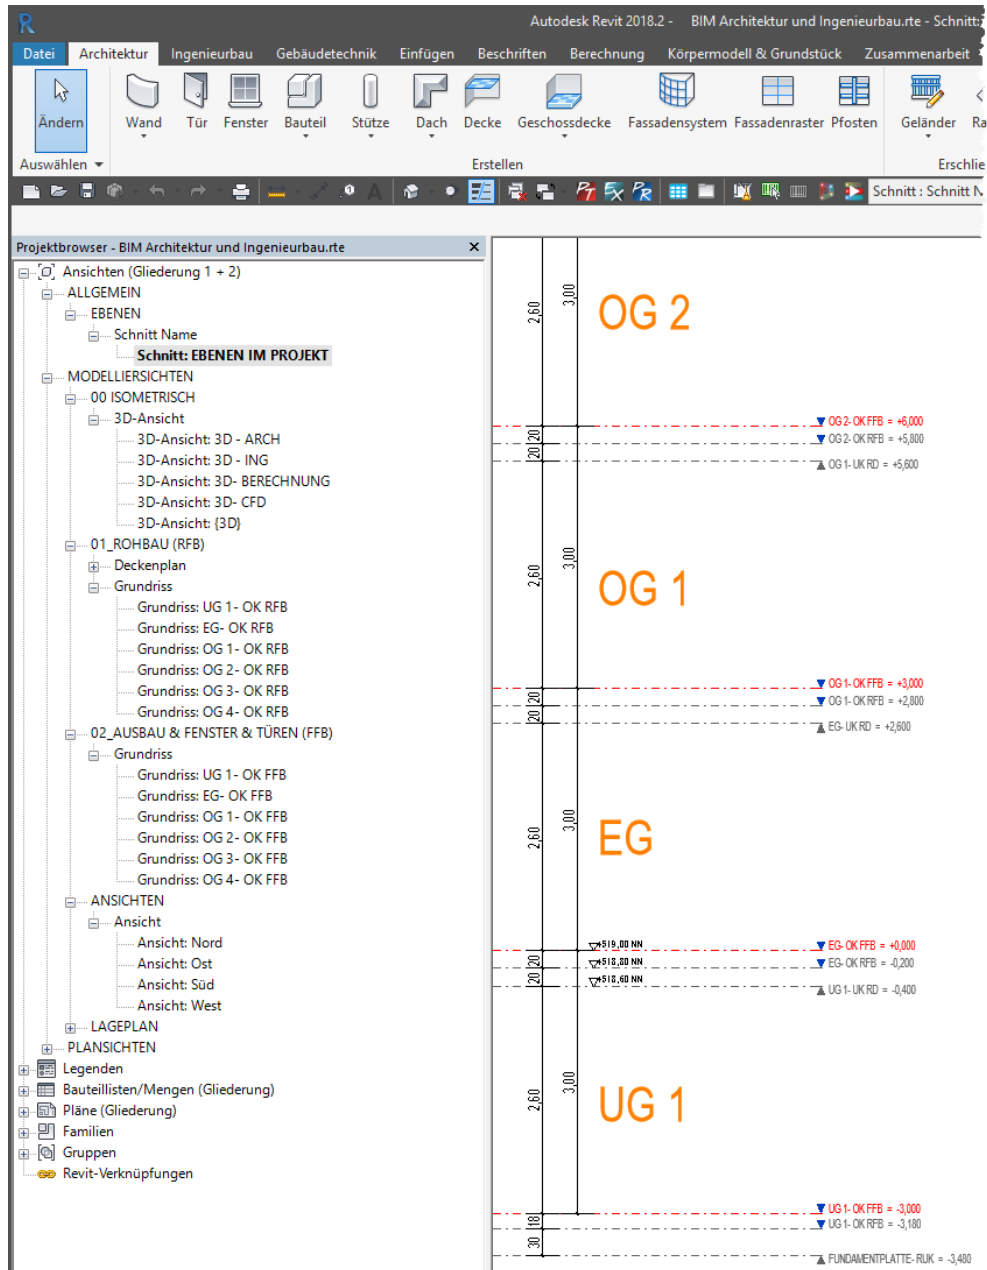 Autodesk Revit 2018.2 - BIM Architektur und Ingenieurbau.rte - Schnitt:
Datei Architektur Ingenieurbau Gebäudetechnik Einfügen Beschriften Berechnung Körpermodell & Grundstück Zusammenarbeit
Ändern Wand Tür Fenster Bauteil Stütze Dach Decke Geschossdecke Fassadensystem Fassadenraster Pfosten Geländer Ra
Auswählen Erstellen Erschlie
Schnitt : Schnitt N
Projektbrowser - BIM Architektur und Ingenieurbau.rte
Ansichten (Gliederung 1 + 2)
ALLGEMEIN
EBENEN
Schnitt Name
Schnitt: EBENEN IM PROJEKT
MODELLIERSICHTEN
00 ISOMETRISCH
3D-Ansicht
3D-Ansicht: 3D - ARCH
3D-Ansicht: 3D - ING
3D-Ansicht: 3D- BERECHNUNG
3D-Ansicht: 3D- CFD
3D-Ansicht: {3D}
01_ROHBAU (RFB)
Deckenplan
Grundriss
Grundriss: UG 1- OK RFB
Grundriss: EG- OK RFB
Grundriss: OG 1- OK RFB
Grundriss: OG 2- OK RFB
Grundriss: OG 3- OK RFB
Grundriss: OG 4- OK RFB
02_AUSBAU & FENSTER & TÜREN (FFB)
Grundriss
Grundriss: UG 1- OK FFB
Grundriss: EG- OK FFB
Grundriss: OG 1- OK FFB
Grundriss: OG 2- OK FFB
Grundriss: OG 3- OK FFB
Grundriss: OG 4- OK FFB
ANSICHTEN
Ansicht
Ansicht: Nord
Ansicht: Ost
Ansicht: Süd
Ansicht: West
LAGEPLAN
PLANSICHTEN
Legenden
Bauteillisten/Mengen (Gliederung)
Pläne (Gliederung)
Familien
Gruppen
Revit-Verknüpfungen
2,60 3,00 OG 2
OG 2- OK FFB = +6,000
20 OG 2- OK RFB = +5,800
20 OG 1- UK RD = +5,600
2,60 3,00 OG 1
OG 1- OK FFB = +3,000
20 OG 1- OK RFB = +2,800
20 EG- UK RD = +2,600
2,60 3,00 EG
+519,00 NN EG- OK FFB = +0,000
20 +518,80 NN EG- OK RFB = -0,200
20 +518,60 NN UG 1- UK RD = -0,400
2,60 3,00 UG 1
UG 1- OK FFB = -3,000
18 UG 1- OK RFB = -3,180
30 FUNDAMENTPLATTE- RUK = -3,480